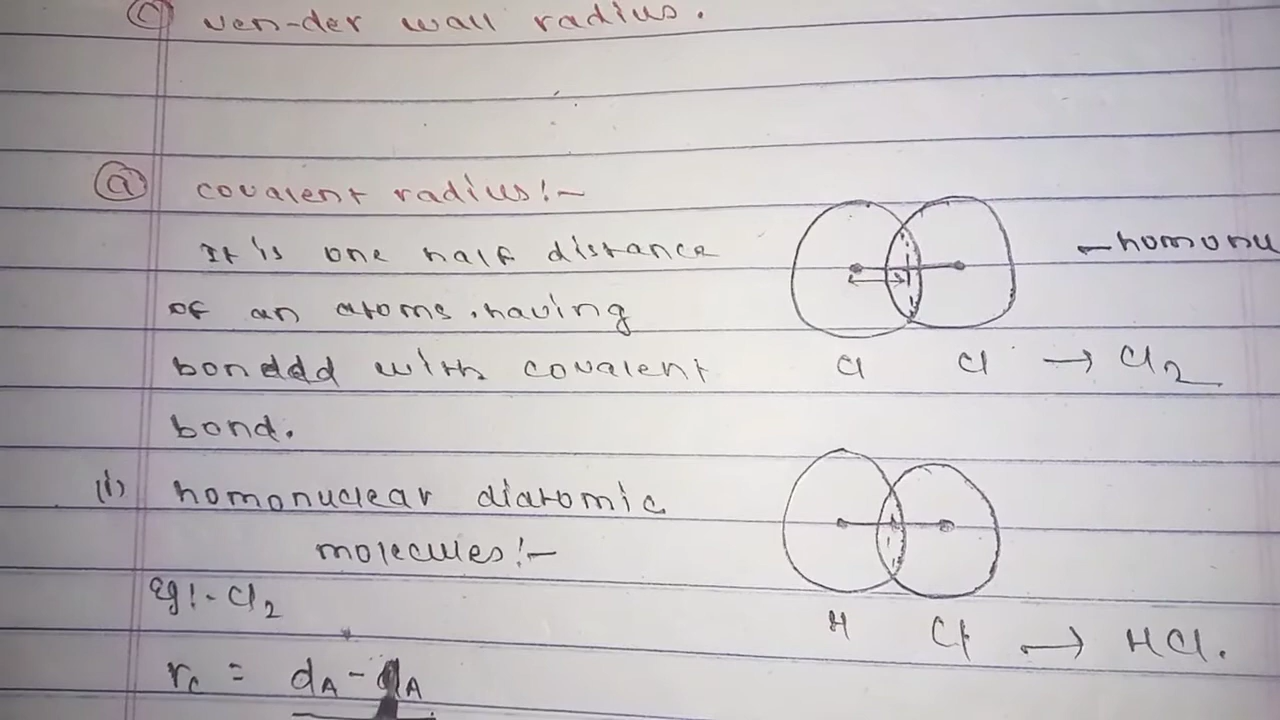 (c) ven-der wall radius.
(a) covalent radius:-
It is one half distance
of an atoms, having
bonddd with covalent
bond.
← homonu
Cl Cl → Cl2
(i) homonuclear diatomic
molecules:-
Eg:- Cl2
H Cl → HCl.
rc = dA-A